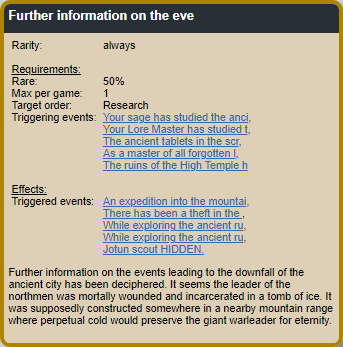 Further information on the eve
Rarity: always
Requirements:
Rare: 50%
Max per game: 1
Target order: Research
Triggering events: Your sage has studied the anci,
Your Lore Master has studied t,
The ancient tablets in the scr,
As a master of all forgotten l,
The ruins of the High Temple h
Effects:
Triggered events: An expedition into the mountai,
There has been a theft in the ,
While exploring the ancient ru,
While exploring the ancient ru,
Jotun scout HIDDEN.
Further information on the events leading to the downfall of the
ancient city has been deciphered. It seems the leader of the
northmen was mortally wounded and incarcerated in a tomb of ice. It
was supposedly constructed somewhere in a nearby mountain range
where perpetual cold would preserve the giant warleader for eternity.